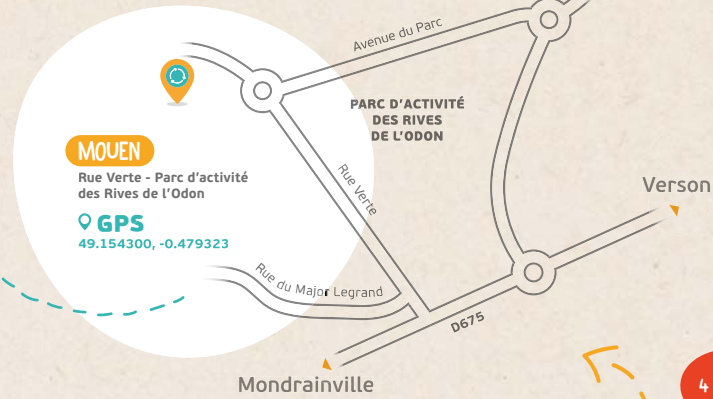 Avenue du Parc
PARC D'ACTIVITÉ
DES RIVES
DE L'ODON
MOUEN
Rue Verte - Parc d'activité
des Rives de l'Odon
GPS
49.154300, -0.479323
Rue Verte
Verson
Rue du Major Legrand
D675
Mondrainville
4